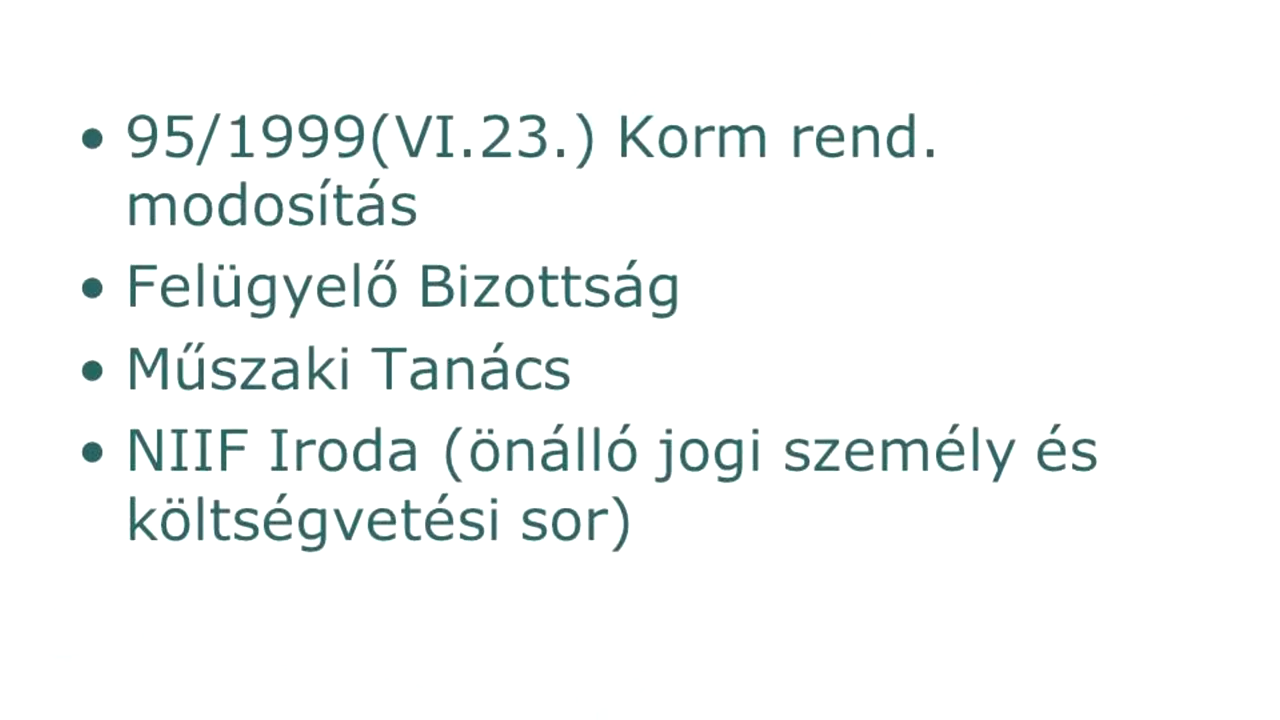 • 95/1999(VI.23.) Korm rend.
modosítás
• Felügyelő Bizottság
• Műszaki Tanács
• NIIF Iroda (önálló jogi személy és
költségvetési sor)